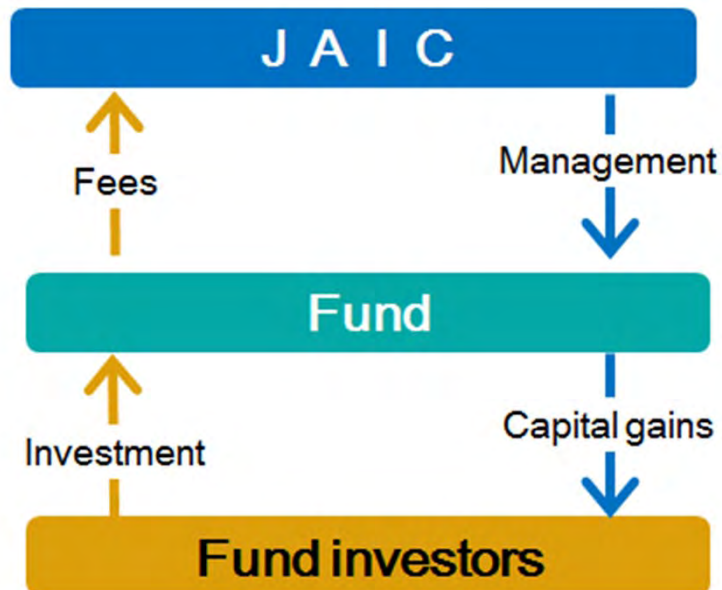 J A I C
Fees
Management
Fund
Investment
Capital gains
Fund investors